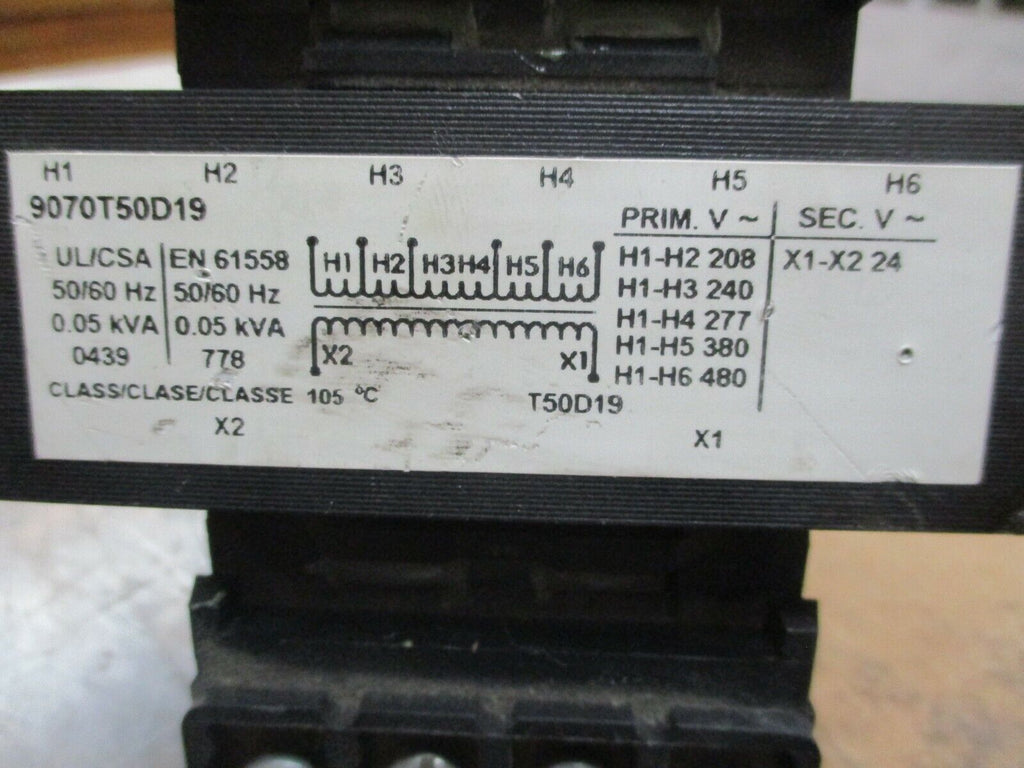 H1 H2 H3 H4 H5 H6
9070T50D19
PRIM. V ~ SEC. V ~
UL/CSA EN 61558
50/60 Hz 50/60 Hz
0.05 kVA 0.05 kVA
0439 778
H1 H2 H3 H4 H5 H6
X2 X1
H1-H2 208 X1-X2 24
H1-H3 240
H1-H4 277
H1-H5 380
H1-H6 480
CLASS/CLASE/CLASSE 105 ºC
T50D19
X2 X1